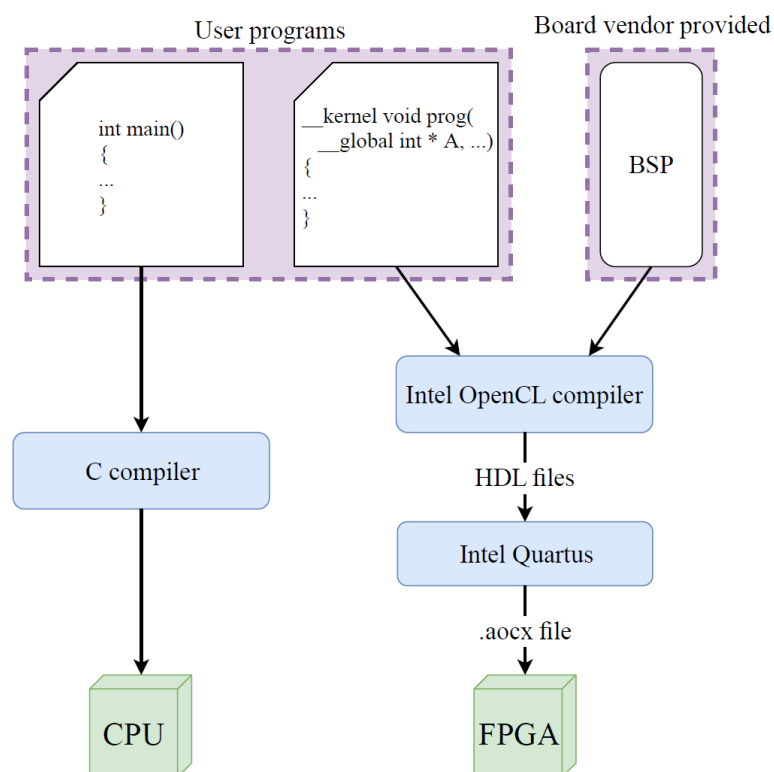 User programs
Board vendor provided
int main()
{
...
}
__kernel void prog(
__global int * A, ...)
{
...
}
BSP
Intel OpenCL compiler
C compiler
HDL files
Intel Quartus
.aocx file
CPU
FPGA